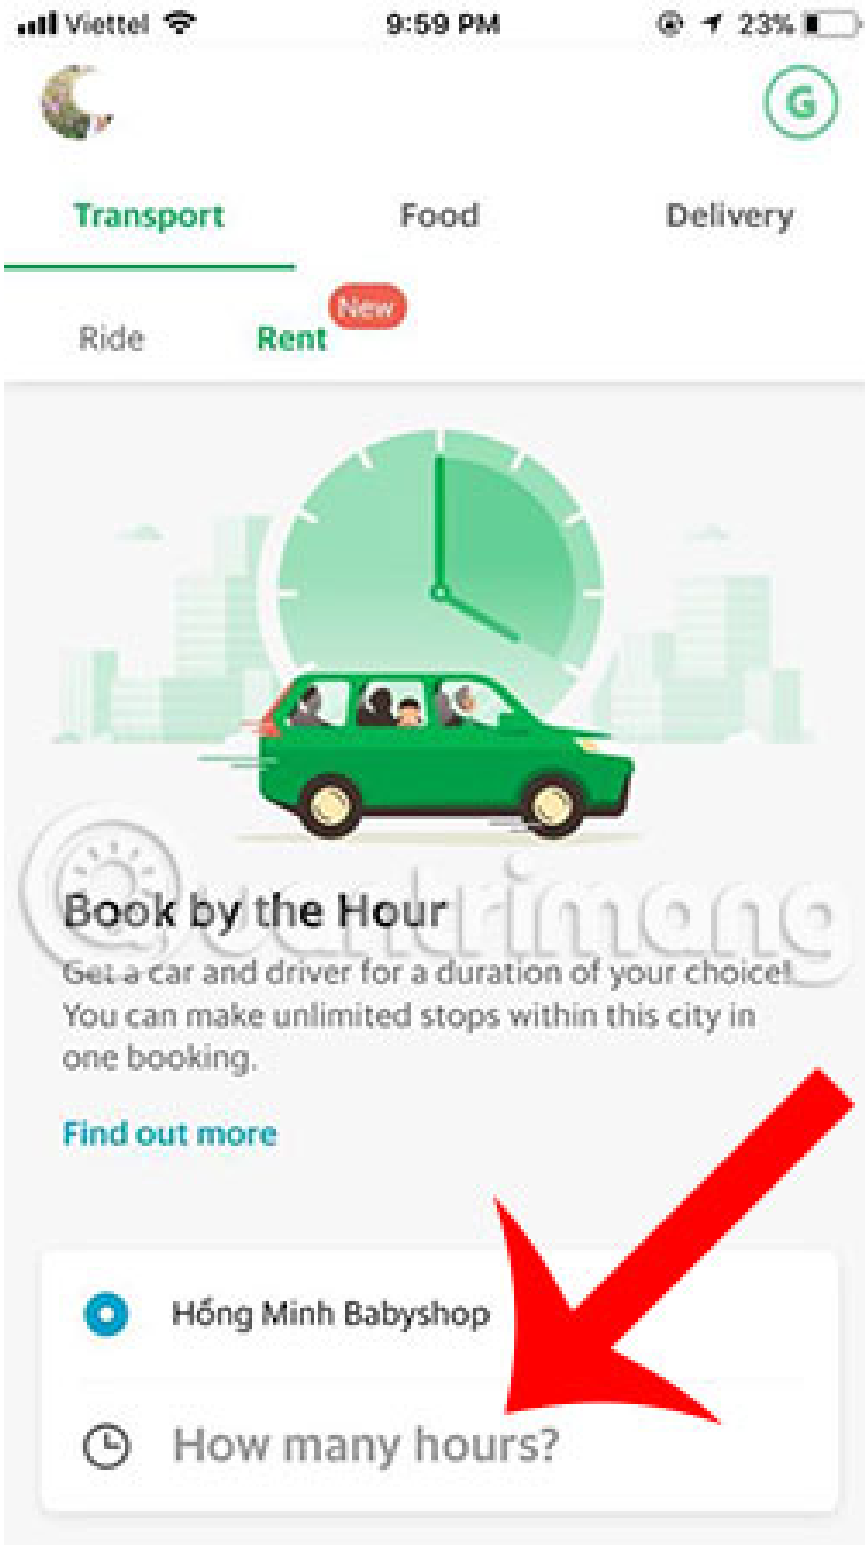 Viettel 9:59 PM 23%
G
Transport Food Delivery
New
Ride Rent
Book by the Hour
Get a car and driver for a duration of your choice!
You can make unlimited stops within this city in
one booking.
Find out more
Hồng Minh Babyshop
How many hours?
uantrimang